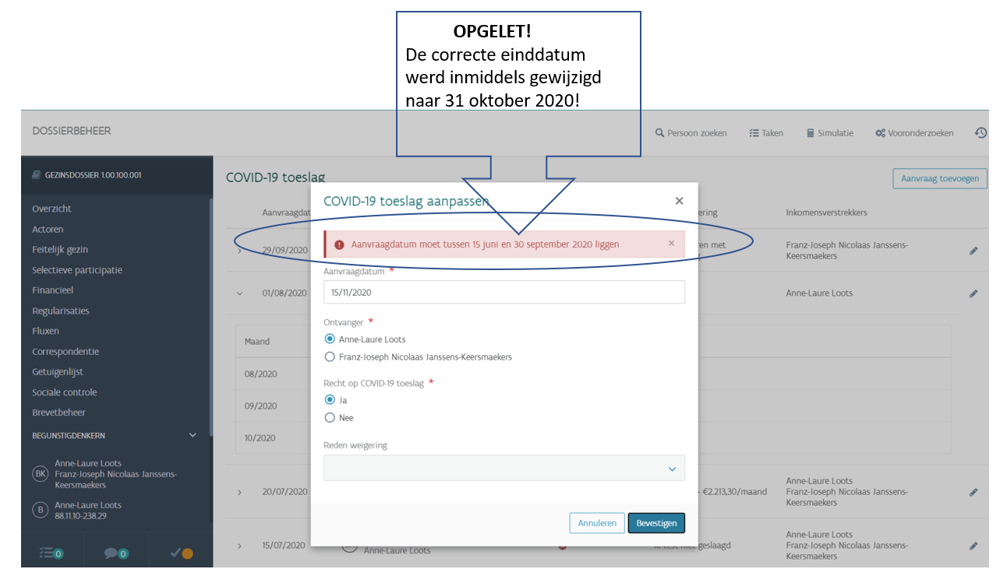 OPGELET!
De correcte einddatum
werd inmiddels gewijzigd
naar 31 oktober 2020!
DOSSIERBEHEER
Persoon zoeken
Taken
Simulatie
Vooronderzoeken
GEZINSDOSSIER 1.00.100.001
Overzicht
Actoren
Feitelijk gezin
Selectieve participatie
Financieel
Regularisaties
Fluxen
Correspondentie
Getuigenlijst
Sociale controle
Brevetbeheer
BEGUNSTIGDENKERN
BK
Anne-Laure Loots
Franz-Joseph Nicolaas Janssens-
Keersmaekers
B
Anne-Laure Loots
88.11.10-238.29
0
0
COVID-19 toeslag
Aanvraag toevoegen
Aanvraagdat
ering
Inkomensverstrekkers
29/09/2020
en met
Franz-Joseph Nicolaas Janssens-
Keersmaekers
01/08/2020
Anne-Laure Loots
Maand
08/2020
09/2020
10/2020
20/07/2020
€2.213,30/maand
Anne-Laure Loots
Franz-Joseph Nicolaas Janssens-
Keersmaekers
15/07/2020
Anne-Laure Loots
geslaagd
Anne-Laure Loots
Franz-Joseph Nicolaas Janssens-
Keersmaekers
COVID-19 toeslag aanpassen
Aanvraagdatum moet tussen 15 juni en 30 september 2020 liggen
Aanvraagdatum *
15/11/2020
Ontvanger *
Anne-Laure Loots
Franz-Joseph Nicolaas Janssens-Keersmaekers
Recht op COVID-19 toeslag *
Ja
Nee
Reden weigering
Annuleren
Bevestigen